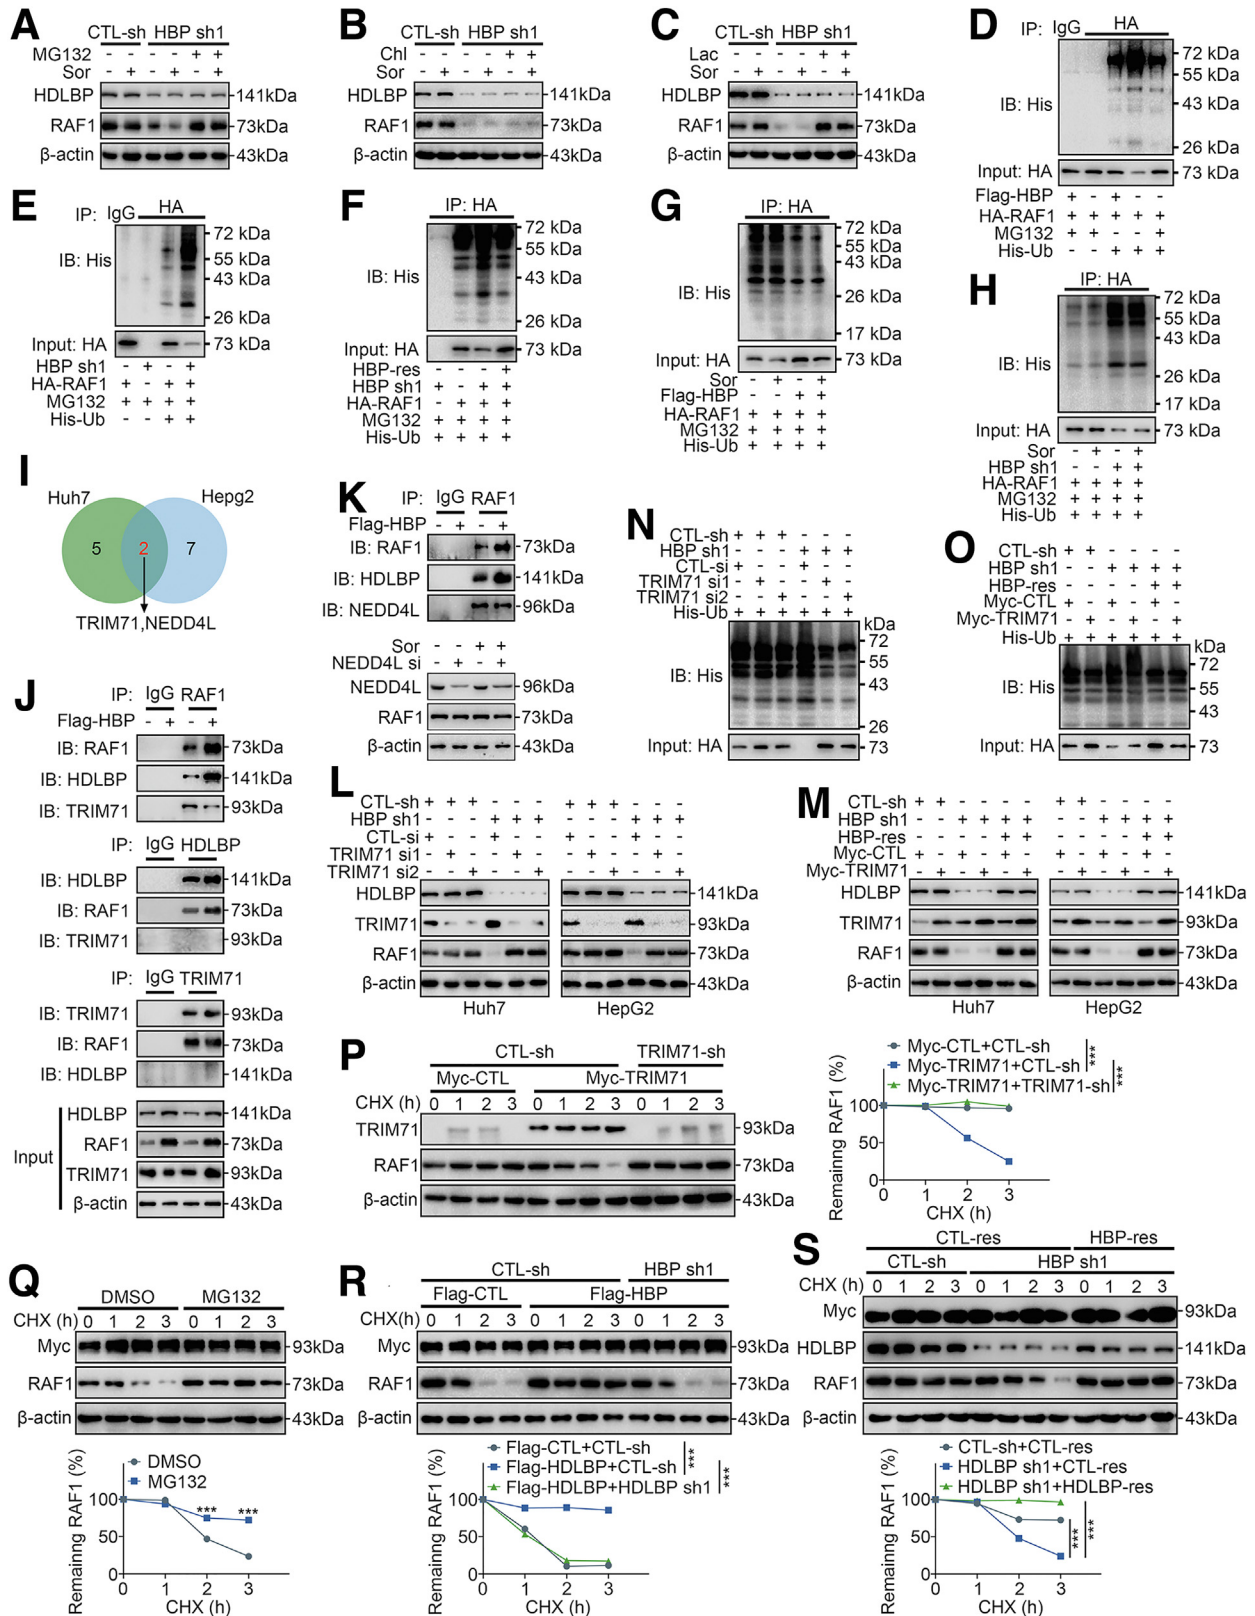 A
CTL-sh HBP sh1
MG132 - - - - + +
Sor - + - + - +
HDLBP 141kDa
RAF1 73kDa
β-actin 43kDa
B
CTL-sh HBP sh1
Chl - - - - + +
Sor - + - + - +
HDLBP 141kDa
RAF1 73kDa
β-actin 43kDa
C
CTL-sh HBP sh1
Lac - - - - + +
Sor - + - + - +
HDLBP 141kDa
RAF1 73kDa
β-actin 43kDa
D
IP: IgG HA
IB: His
72 kDa
55 kDa
43 kDa
26 kDa
Input: HA 73 kDa
Flag-HBP + - + - -
HA-RAF1 + + + + +
MG132 + + - - +
His-Ub - - + + +
E
IP: IgG HA
IB: His
72 kDa
55 kDa
43 kDa
26 kDa
Input: HA 73 kDa
HBP sh1 - + - +
HA-RAF1 + - + +
MG132 + + + +
His-Ub - - + +
F
IP: HA
IB: His
72 kDa
55 kDa
43 kDa
26 kDa
Input: HA 73 kDa
HBP-res - - - +
HBP sh1 + - + +
HA-RAF1 - + + +
MG132 + + + +
His-Ub + + + +
G
IP: HA
IB: His
72 kDa
55 kDa
43 kDa
26 kDa
17 kDa
Input: HA 73 kDa
Sor - + - +
Flag-HBP - - + +
HA-RAF1 + + + +
MG132 + + + +
His-Ub + + + +
H
IP: HA
IB: His
72 kDa
55 kDa
43 kDa
26 kDa
17 kDa
Input: HA 73 kDa
Sor - + - +
HBP sh1 - - + +
HA-RAF1 + + + +
MG132 + + + +
His-Ub + + + +
I
Huh7 Hepg2
5 2 7
TRIM71,NEDD4L
J
IP: IgG RAF1
Flag-HBP - + - +
IB: RAF1 73kDa
IB: HDLBP 141kDa
IB: TRIM71 93kDa
IP: IgG HDLBP
IB: HDLBP 141kDa
IB: RAF1 73kDa
IB: TRIM71 93kDa
IP: IgG TRIM71
IB: TRIM71 93kDa
IB: RAF1 73kDa
IB: HDLBP 141kDa
Input
HDLBP 141kDa
RAF1 73kDa
TRIM71 93kDa
β-actin 43kDa
K
IP: IgG RAF1
Flag-HBP - + - +
IB: RAF1 73kDa
IB: HDLBP 141kDa
IB: NEDD4L 96kDa
Sor - - + +
NEDD4L si - + - +
NEDD4L 96kDa
RAF1 73kDa
β-actin 43kDa
L
CTL-sh + + + - - - + + + - - -
HBP sh1 - - - + + + - - - + + +
CTL-si + - - + - - + - - + - -
TRIM71 si1 - + - - + - - + - - + -
TRIM71 si2 - - + - - + - - + - - +
HDLBP 141kDa
TRIM71 93kDa
RAF1 73kDa
β-actin 43kDa
Huh7 HepG2
M
CTL-sh + + - - - - + + - - - -
HBP sh1 - - + + + + - - + + + +
HBP-res - - - - + + - - - - + +
Myc-CTL + - + - + - + - + - + -
Myc-TRIM71 - + - + - + - + - + - +
HDLBP 141kDa
TRIM71 93kDa
RAF1 73kDa
β-actin 43kDa
Huh7 HepG2
N
CTL-sh + + + - - -
HBP sh1 - - - + + +
CTL-si + - - + - -
TRIM71 si1 - + - - + -
TRIM71 si2 - - + - - +
His-Ub + + + + + +
kDa
IB: His
72
55
43
26
Input: HA 73
O
CTL-sh + + - - - -
HBP sh1 - - + + + +
HBP-res - - - - + +
Myc-CTL + - + - + -
Myc-TRIM71 - + - + - +
His-Ub + + + + + +
kDa
IB: His
72
55
43
Input: HA 73
P
CTL-sh TRIM71-sh
Myc-CTL Myc-TRIM71
CHX (h) 0 1 2 3 0 1 2 3 0 1 2 3
TRIM71 93kDa
RAF1 73kDa
β-actin 43kDa
Myc-CTL+CTL-sh
Myc-TRIM71+CTL-sh
Myc-TRIM71+TRIM71-sh
*** ***
Remainng RAF1 (%)
100
50
0
0 1 2 3
CHX (h)
Q
DMSO MG132
CHX (h) 0 1 2 3 0 1 2 3
Myc 93kDa
RAF1 73kDa
β-actin 43kDa
DMSO
MG132
*** ***
Remainng RAF1 (%)
100
50
0
0 1 2 3
CHX (h)
R
CTL-sh HBP sh1
Flag-CTL Flag-HBP
CHX(h) 0 1 2 3 0 1 2 3 0 1 2 3
Myc 93kDa
RAF1 73kDa
β-actin 43kDa
Flag-CTL+CTL-sh
Flag-HDLBP+CTL-sh
Flag-HDLBP+HDLBP sh1
*** ***
Remainng RAF1 (%)
100
50
0
0 1 2 3
CHX (h)
S
CTL-res HBP-res
CTL-sh HBP sh1
CHX (h) 0 1 2 3 0 1 2 3 0 1 2 3
Myc 93kDa
HDLBP 141kDa
RAF1 73kDa
β-actin 43kDa
CTL-sh+CTL-res
HDLBP sh1+CTL-res
HDLBP sh1+HDLBP-res
*** ***
Remainng RAF1 (%)
100
50
0
0 1 2 3
CHX (h)